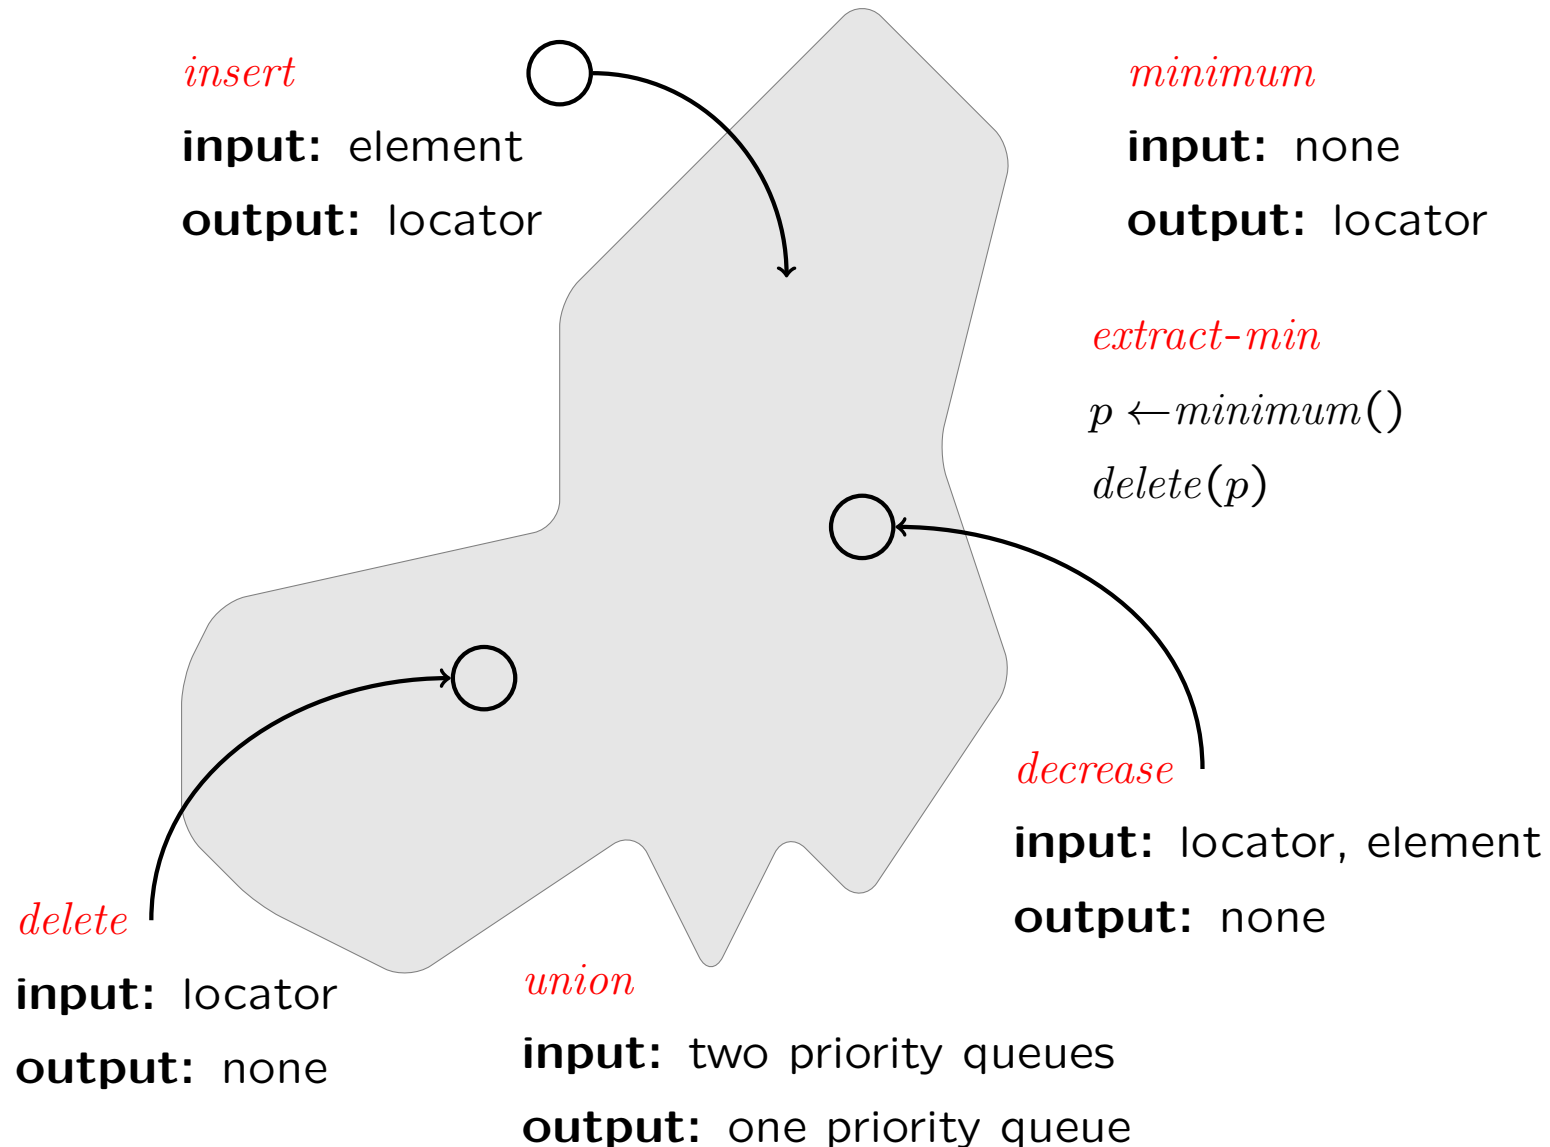 insert
input: element
output: locator
minimum
input: none
output: locator
extract-min
p ←minimum()
delete(p)
decrease
input: locator, element
output: none
delete
input: locator
output: none
union
input: two priority queues
output: one priority queue